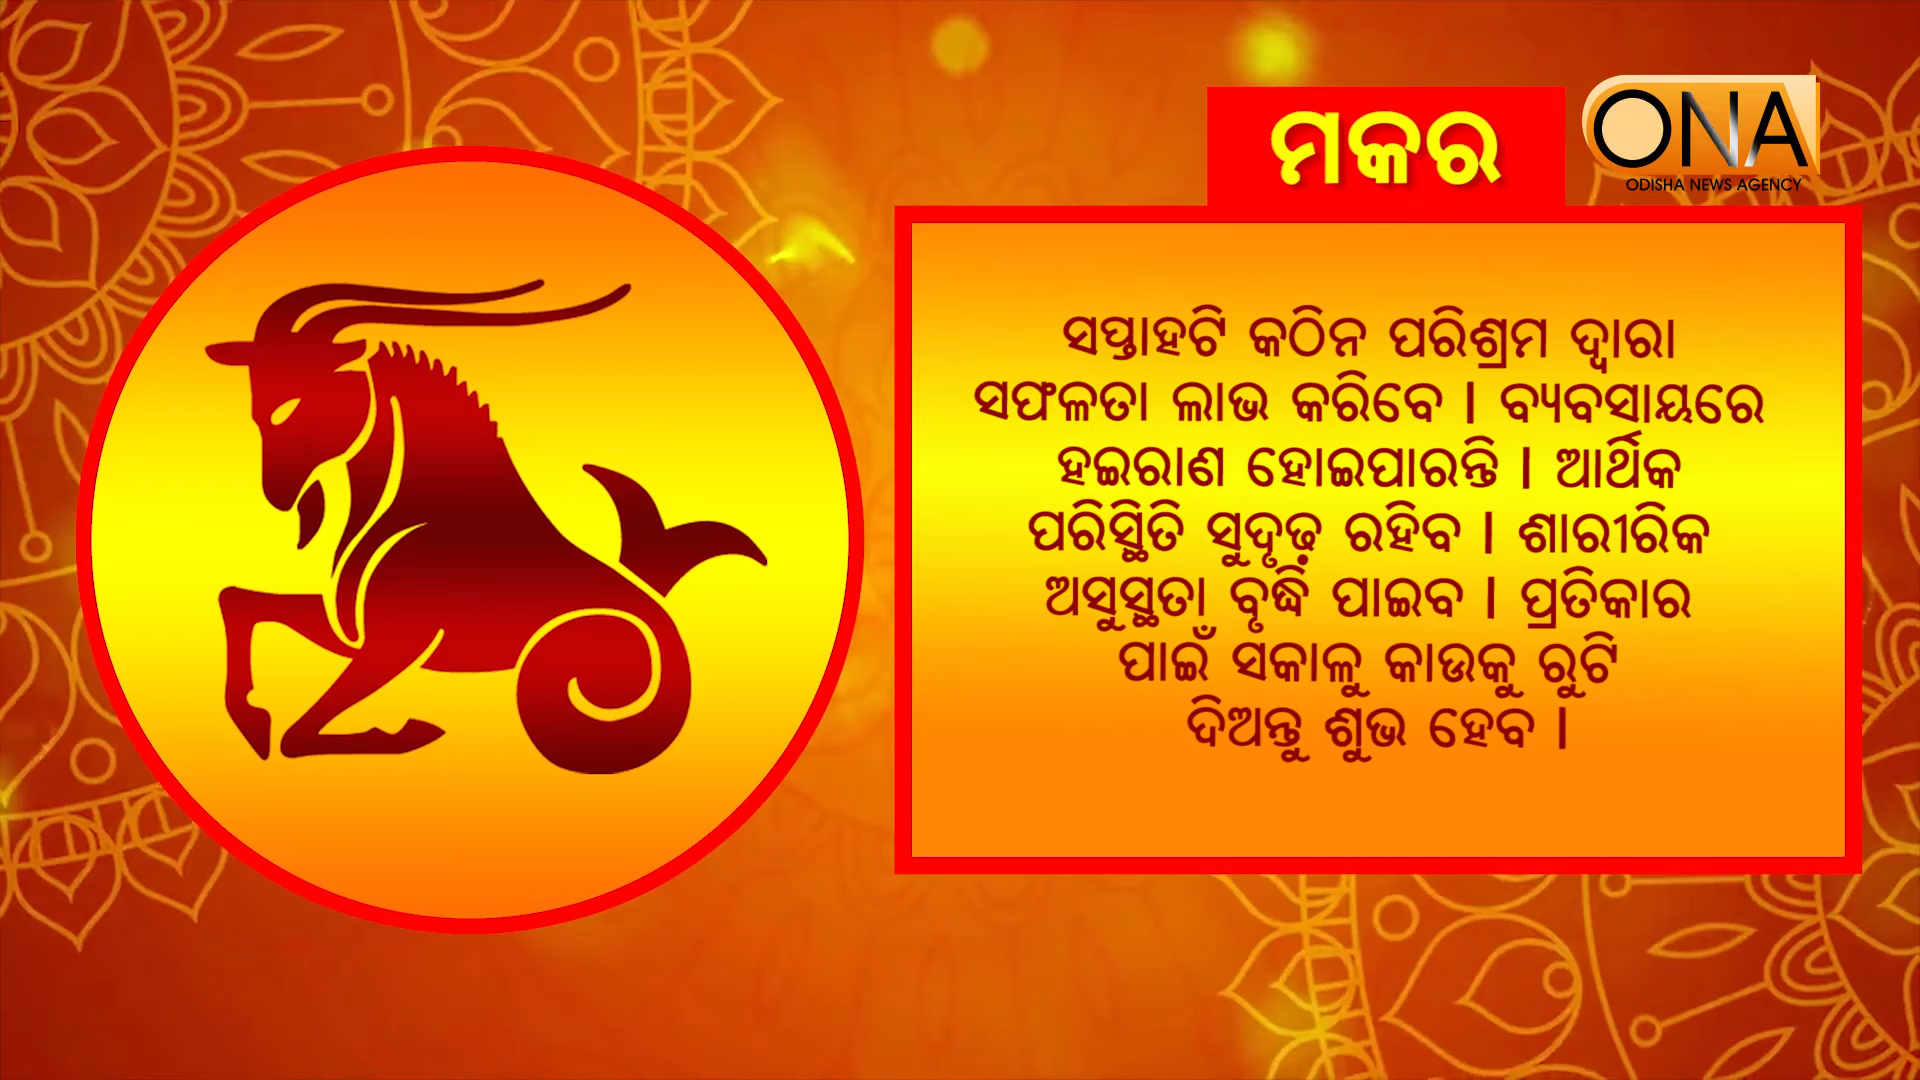 ମକର
ONA
ODISHA NEWS AGENCY
ସପ୍ତାହଟି କଠିନ ପରିଶ୍ରମ ଦ୍ୱାରା
ସଫଳତା ଲାଭ କରିବେ | ବ୍ୟବସାୟରେ
ହଇରାଣ ହୋଇପାରନ୍ତି | ଆର୍ଥିକ
ପରିସ୍ଥିତି ସୁଦୃଢ଼ ରହିବ | ଶାରୀରିକ
ଅସୁସ୍ଥତା ବୃଦ୍ଧି ପାଇବ | ପ୍ରତିକାର
ପାଇଁ ସକାଳୁ କାଉକୁ ରୁଟି
ଦିଅନ୍ତୁ ଶୁଭ ହେବ |